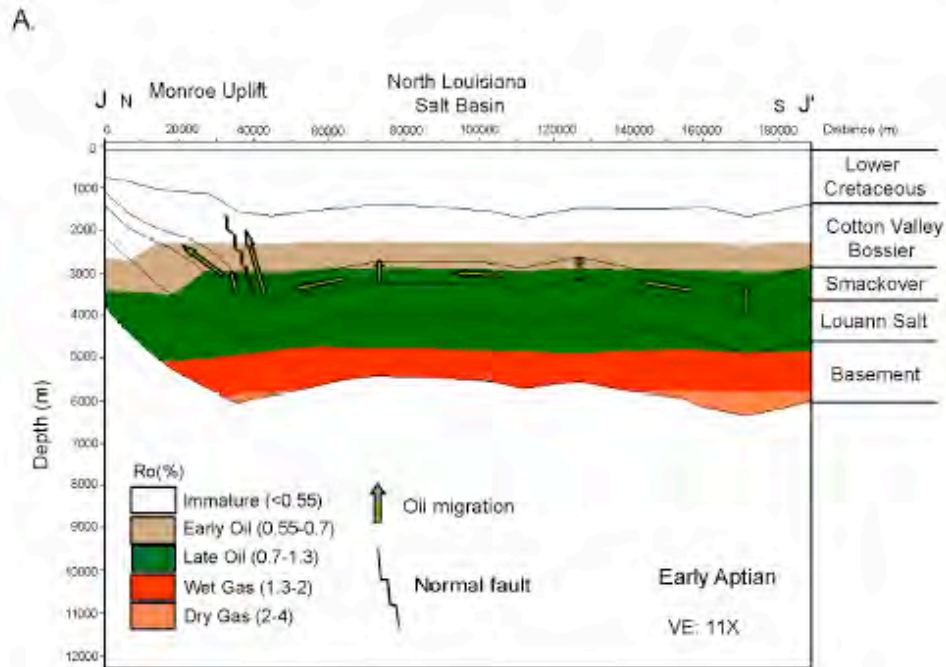 A.
J N Monroe Uplift North Louisiana Salt Basin S J'
0 20000 40000 60000 80000 100000 120000 140000 160000 180000 Distance (m)
0
1000
2000
3000
4000
5000
6000
7000
8000
9000
10000
11000
12000
Depth (m)
Lower
Cretaceous
Cotton Valley
Bossier
Smackover
Louann Salt
Basement
Ro(%)
Immature (<0.55)
Early Oil (0.55-0.7)
Late Oil (0.7-1.3)
Wet Gas (1.3-2)
Dry Gas (2-4)
Oil migration
Normal fault
Early Aptian
VE: 11X